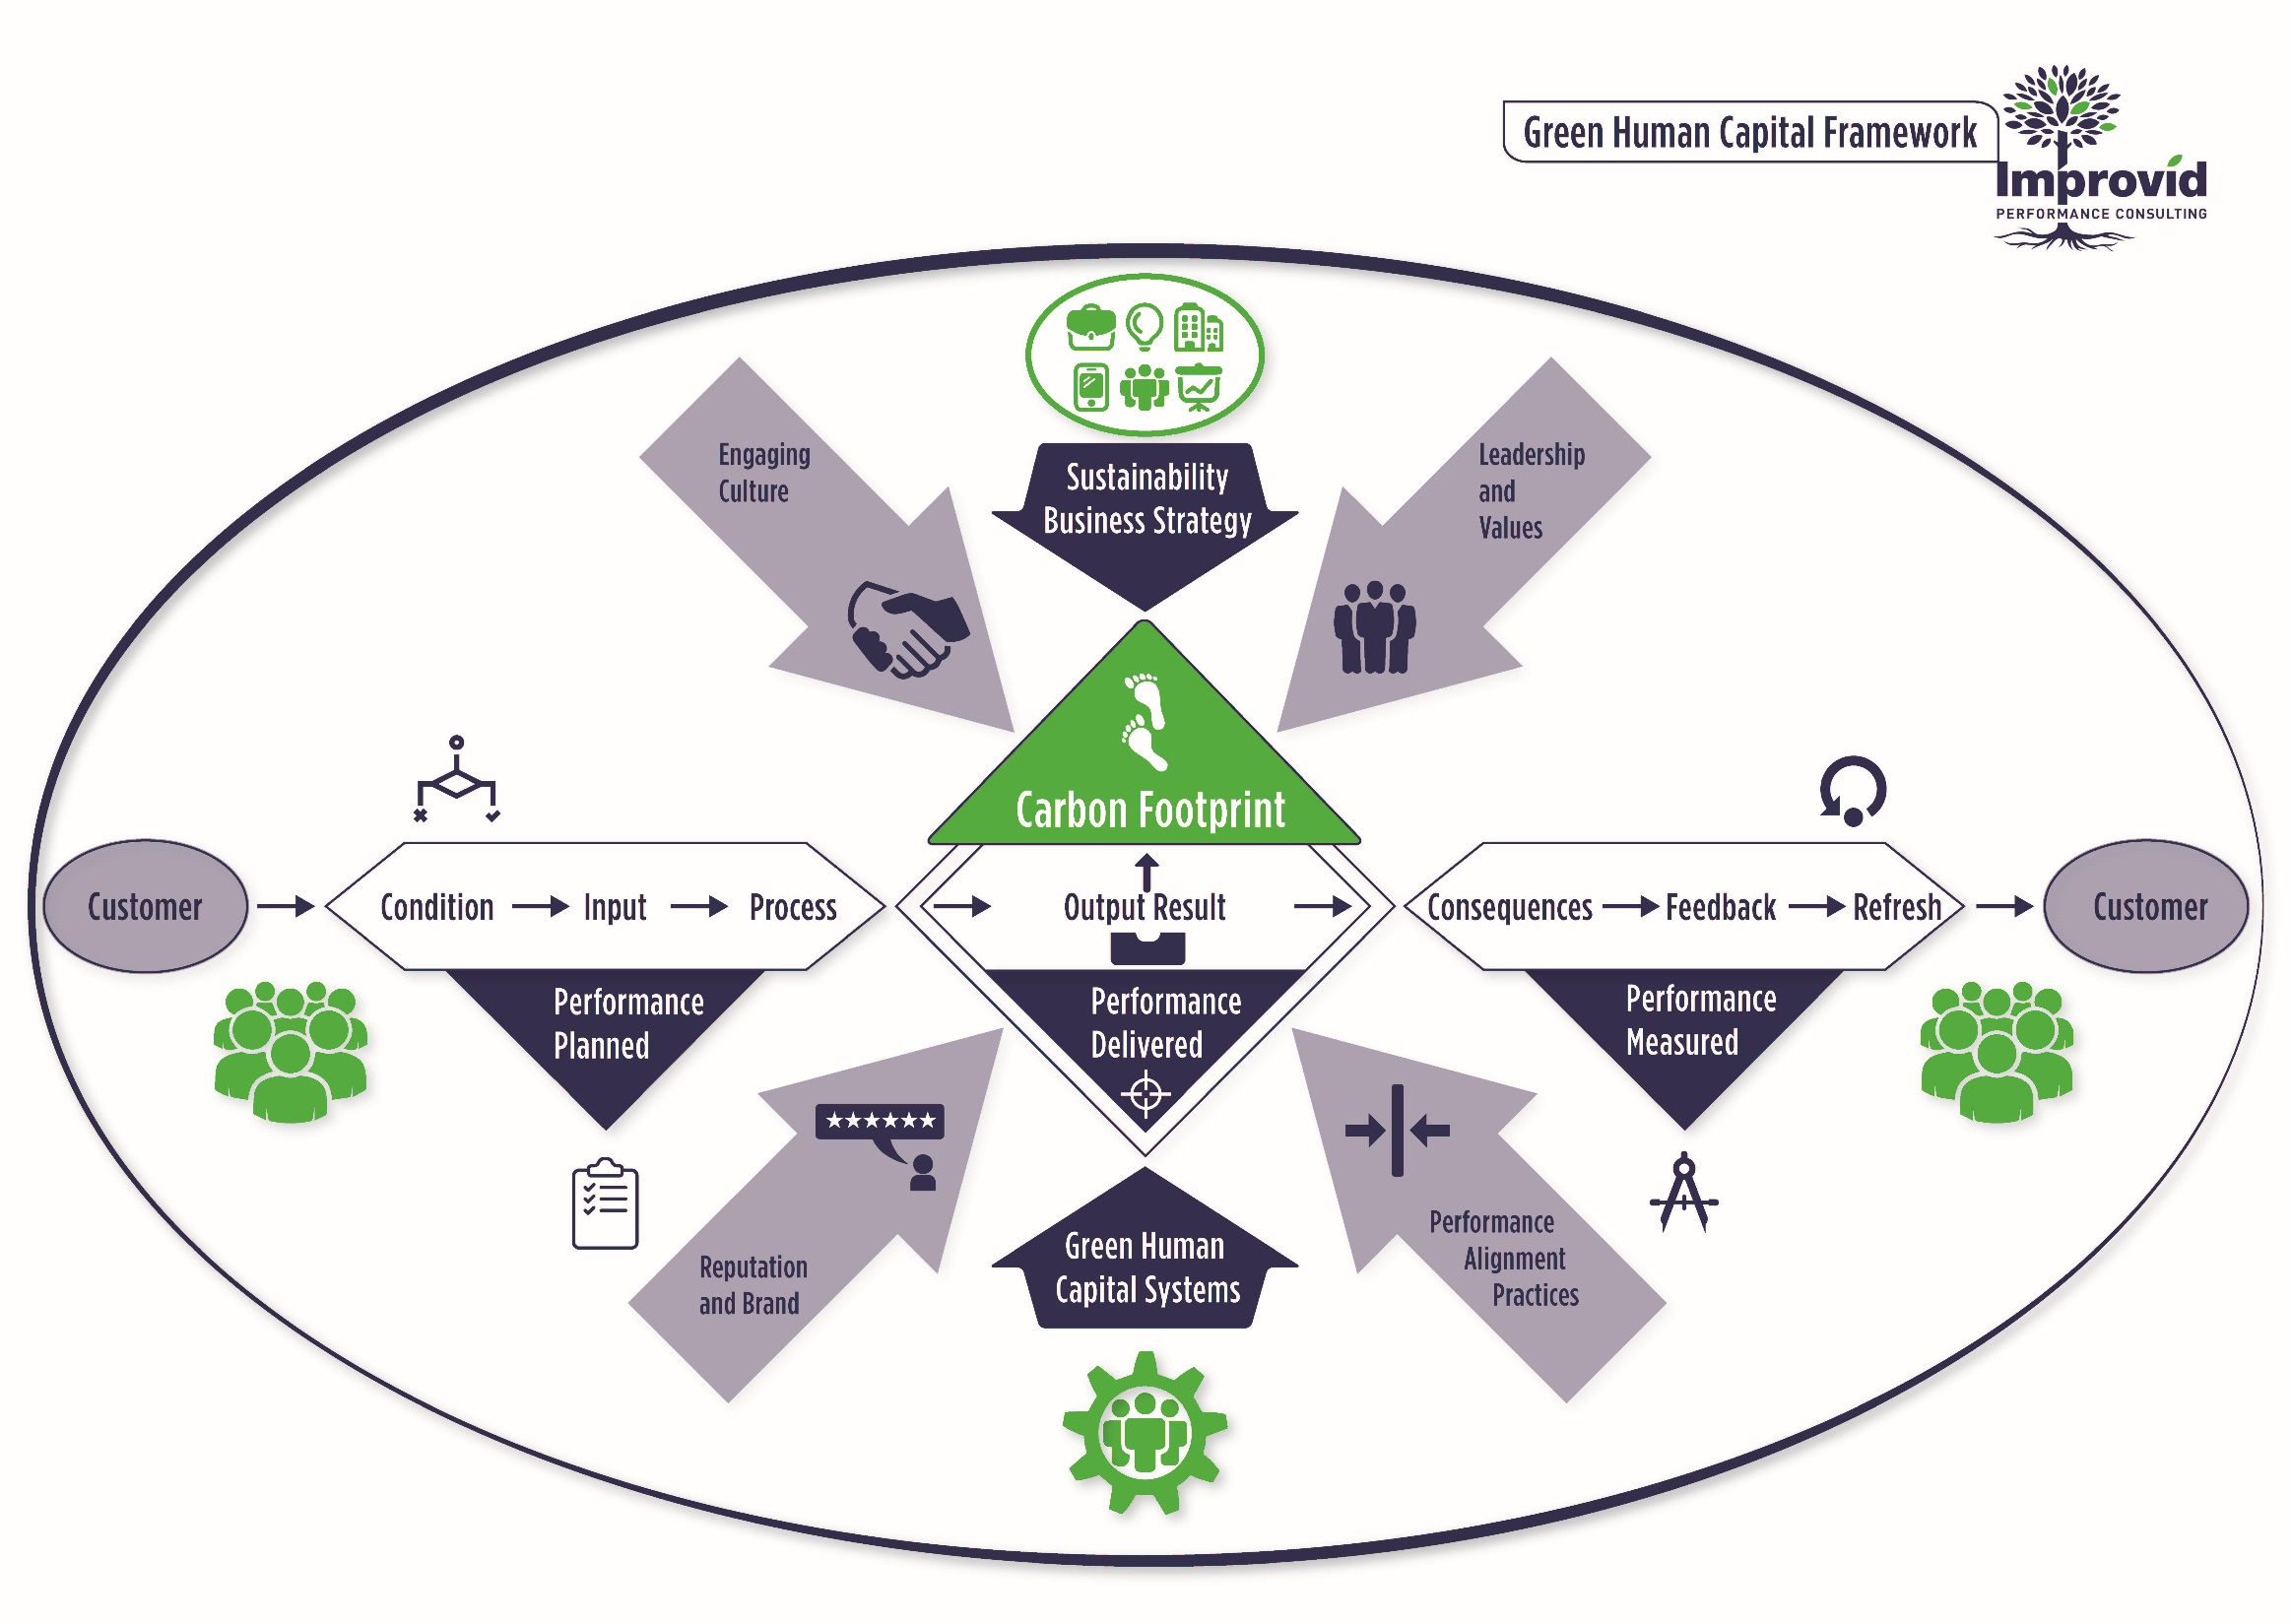 Green Human Capital Framework
Improvid
PERFORMANCE CONSULTING
Engaging
Culture
Sustainability
Business Strategy
Leadership
and
Values
Carbon Footprint
Customer
Condition
Input
Process
Output Result
Consequences
Feedback
Refresh
Customer
Performance
Planned
Performance
Delivered
Performance
Measured
Reputation
and Brand
Green Human
Capital Systems
Performance
Alignment
Practices